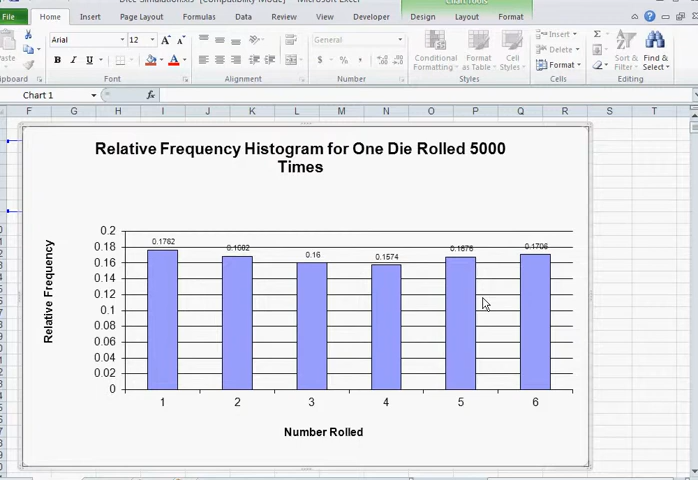 File Home Insert Page Layout Formulas Data Review View Developer Design Layout Format
Arial 12 General Insert
Delete
B I U A $ % , Conditional Formatting Format as Table Cell Styles Format Sort & Filter Find & Select
Clipboard Font Alignment Number Styles Cells Editing
Chart 1 fx
F G H I J K L M N O P Q R S T
Relative Frequency Histogram for One Die Rolled 5000
Times
Relative Frequency
0.2
0.18
0.16
0.14
0.12
0.1
0.08
0.06
0.04
0.02
0
0.16 0.1574
1 2 3 4 5 6
Number Rolled